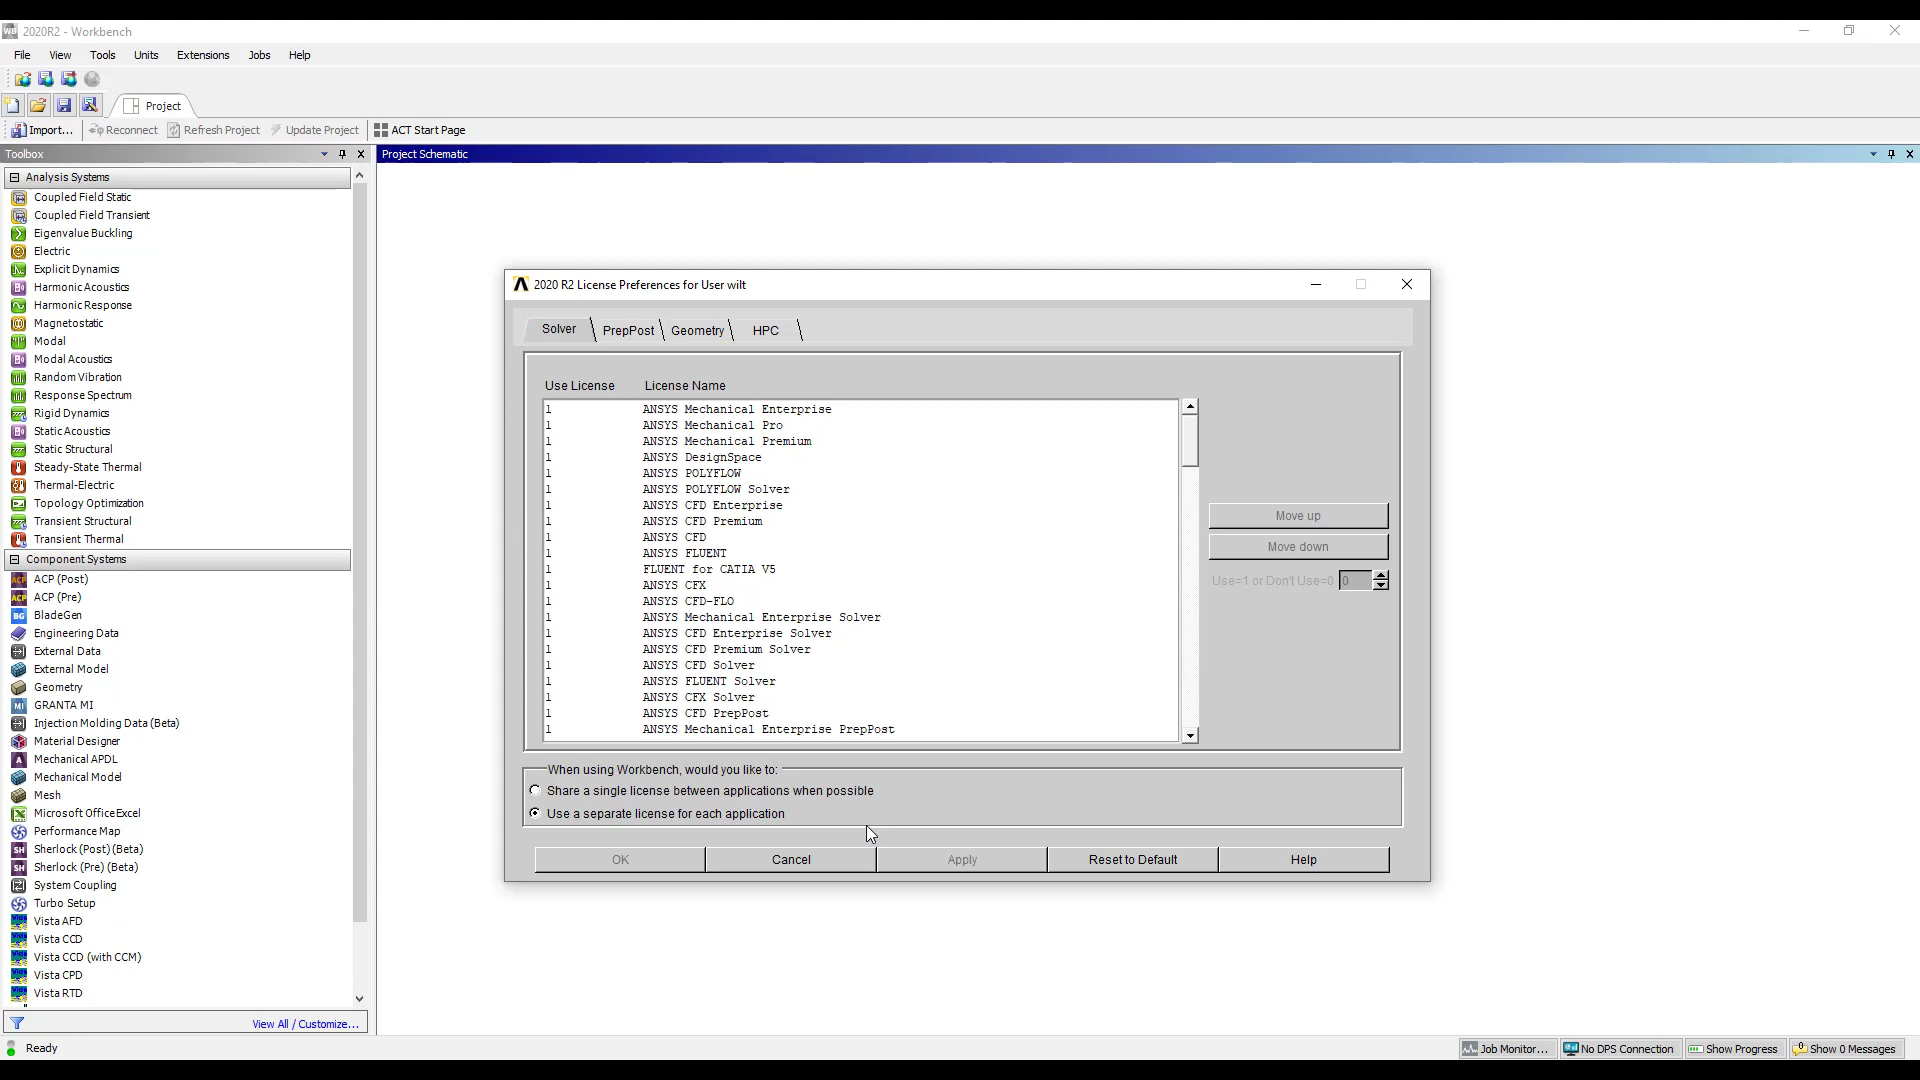 2020R2 - Workbench
File View Tools Units Extensions Jobs Help
Project
Import... Reconnect Refresh Project Update Project ACT Start Page
Toolbox
Project Schematic
Analysis Systems
Coupled Field Static
Coupled Field Transient
Eigenvalue Buckling
Electric
Explicit Dynamics
Harmonic Acoustics
Harmonic Response
Magnetostatic
Modal
Modal Acoustics
Random Vibration
Response Spectrum
Rigid Dynamics
Static Acoustics
Static Structural
Steady-State Thermal
Thermal-Electric
Topology Optimization
Transient Structural
Transient Thermal
Component Systems
ACP (Post)
ACP (Pre)
BladeGen
Engineering Data
External Data
External Model
Geometry
GRANTA MI
Injection Molding Data (Beta)
Material Designer
Mechanical APDL
Mechanical Model
Mesh
Microsoft Office Excel
Performance Map
Sherlock (Post) (Beta)
Sherlock (Pre) (Beta)
System Coupling
Turbo Setup
Vista AFD
Vista CCD
Vista CCD (with CCM)
Vista CPD
Vista RTD
View All / Customize...
2020 R2 License Preferences for User wilt
Solver PrepPost Geometry HPC
Use License License Name
1 ANSYS Mechanical Enterprise
1 ANSYS Mechanical Pro
1 ANSYS Mechanical Premium
1 ANSYS DesignSpace
1 ANSYS POLYFLOW
1 ANSYS POLYFLOW Solver
1 ANSYS CFD Enterprise
1 ANSYS CFD Premium
1 ANSYS CFD
1 ANSYS FLUENT
1 FLUENT for CATIA V5
1 ANSYS CFX
1 ANSYS CFD-FLO
1 ANSYS Mechanical Enterprise Solver
1 ANSYS CFD Enterprise Solver
1 ANSYS CFD Premium Solver
1 ANSYS CFD Solver
1 ANSYS FLUENT Solver
1 ANSYS CFX Solver
1 ANSYS CFD PrepPost
1 ANSYS Mechanical Enterprise PrepPost
Move up
Move down
Use=1 or Don't Use=0 0
When using Workbench, would you like to:
Share a single license between applications when possible
Use a separate license for each application
OK Cancel Apply Reset to Default Help
Ready
Job Monitor... No DPS Connection Show Progress Show 0 Messages